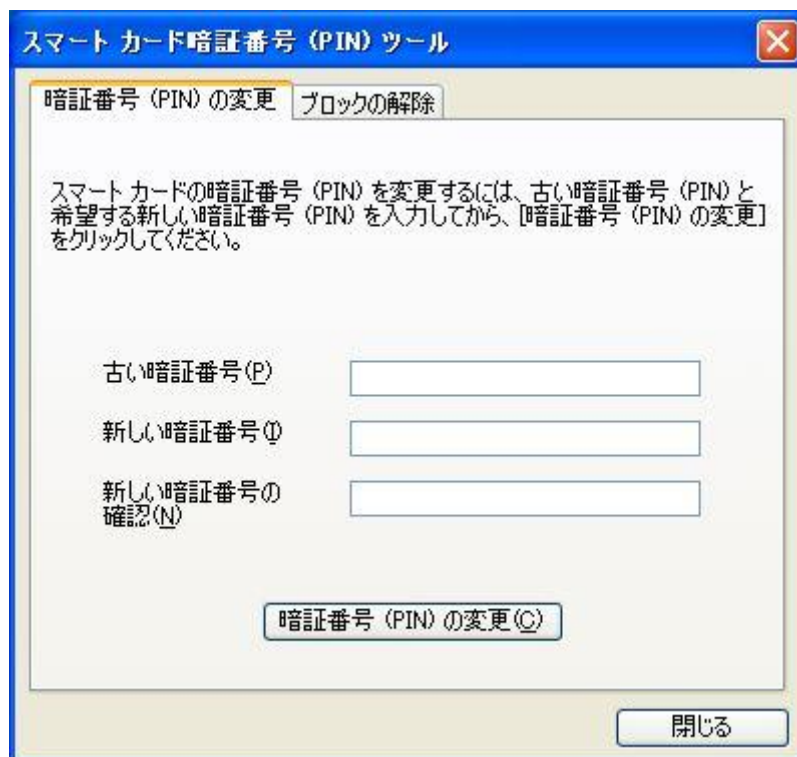 スマート カード暗証番号 (PIN) ツール
暗証番号 (PIN) の変更
ブロックの解除
スマート カードの暗証番号 (PIN) を変更するには、古い暗証番号 (PIN) と
希望する新しい暗証番号 (PIN) を入力してから、[暗証番号 (PIN) の変更]
をクリックしてください。
古い暗証番号(P)
新しい暗証番号(I)
新しい暗証番号の
確認(N)
暗証番号 (PIN) の変更(C)
閉じる